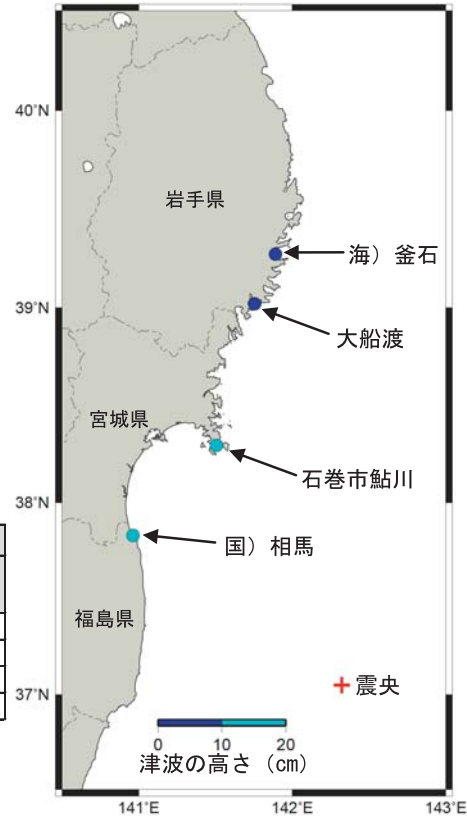 40°N
岩手県
海）釜石
39°N
大船渡
宮城県
石巻市鮎川
38°N
国）相馬
福島県
37°N
震央
0 10 20
津波の高さ（cm）
141°E 142°E 143°E